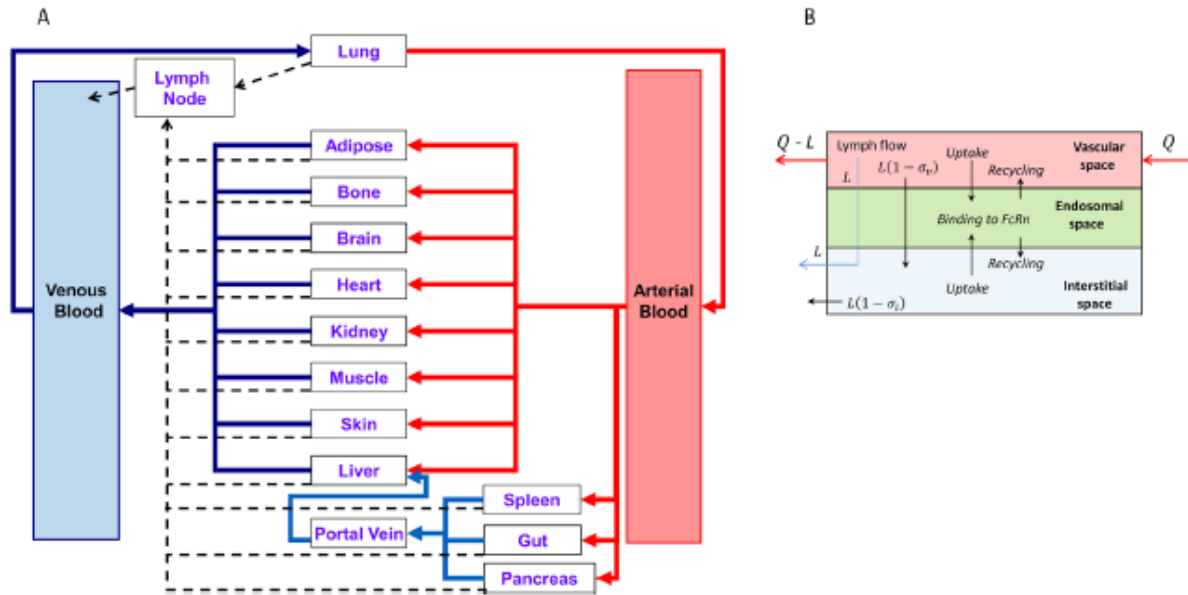 A
B
Lung
Lymph
Node
Venous
Blood
Adipose
Bone
Brain
Heart
Kidney
Muscle
Skin
Liver
Portal Vein
Spleen
Gut
Pancreas
Arterial
Blood
Q - L
Q
Lymph flow
L
L(1 − σᵥ)
Uptake
Recycling
Vascular
space
Binding to FcRn
Endosomal
space
L
Uptake
Recycling
Interstitial
space
L(1 − σᵢ)